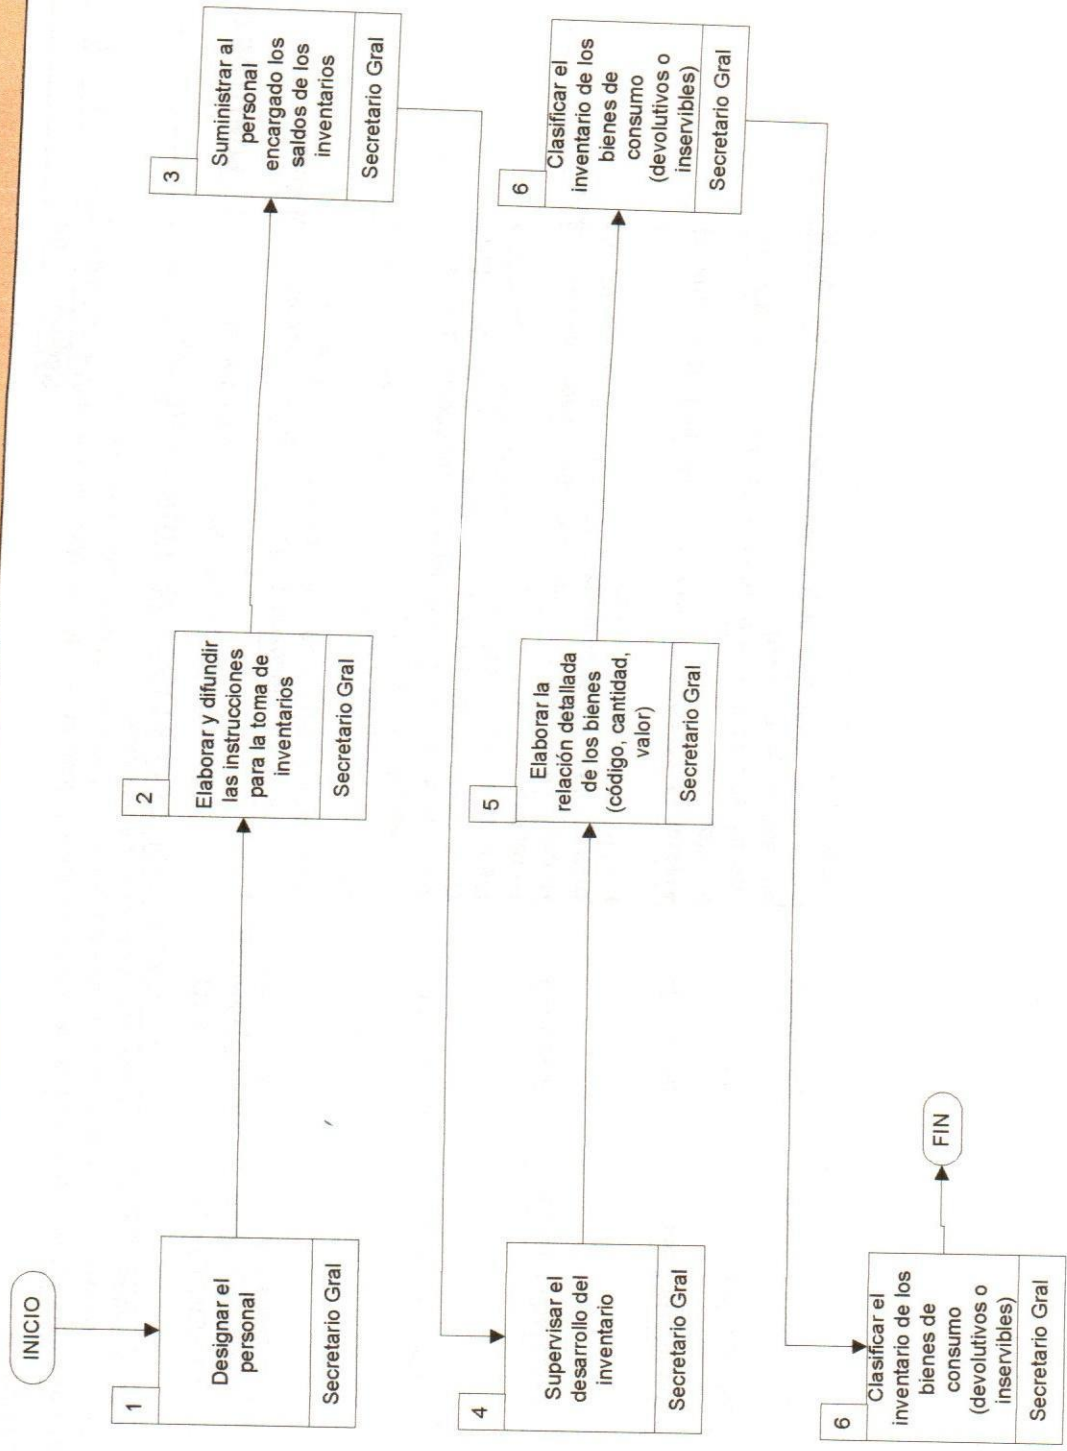 INICIO
1
Designar el
personal
Secretario Gral
2
Elaborar y difundir
las instrucciones
para la toma de
inventarios
Secretario Gral
3
Suministrar al
personal
encargado los
saldos de los
inventarios
Secretario Gral
4
Supervisar el
desarrollo del
inventario
Secretario Gral
5
Elaborar la
relación detallada
de los bienes
(código, cantidad,
valor)
Secretario Gral
6
Clasificar el
inventario de los
bienes de
consumo
(devolutivos o
inservibles)
Secretario Gral
6
Clasificar el
inventario de los
bienes de
consumo
(devolutivos o
inservibles)
Secretario Gral
FIN